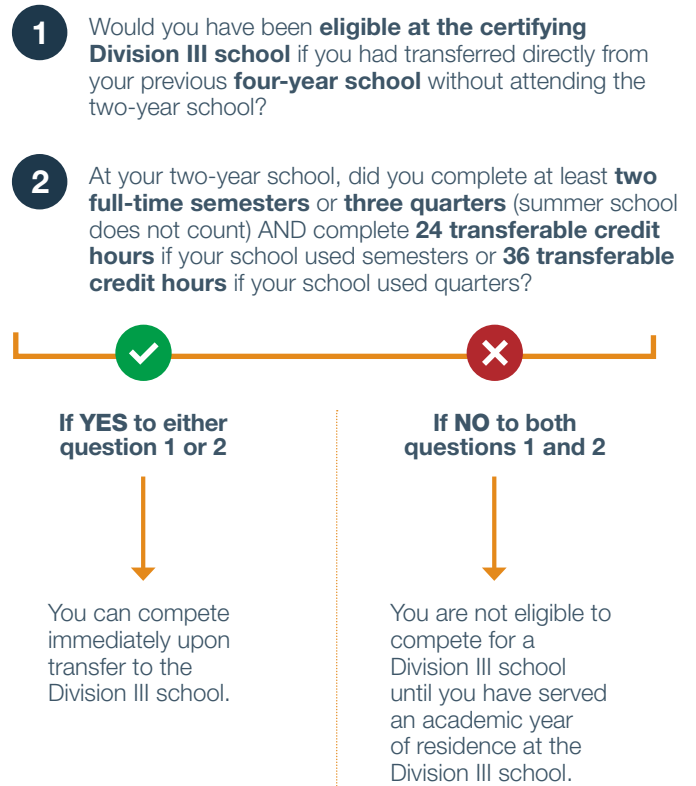 1
Would you have been eligible at the certifying
Division III school if you had transferred directly from
your previous four-year school without attending the
two-year school?
2
At your two-year school, did you complete at least two
full-time semesters or three quarters (summer school
does not count) AND complete 24 transferable credit
hours if your school used semesters or 36 transferable
credit hours if your school used quarters?
If YES to either
question 1 or 2
You can compete
immediately upon
transfer to the
Division III school.
If NO to both
questions 1 and 2
You are not eligible to
compete for a
Division III school
until you have served
an academic year
of residence at the
Division III school.